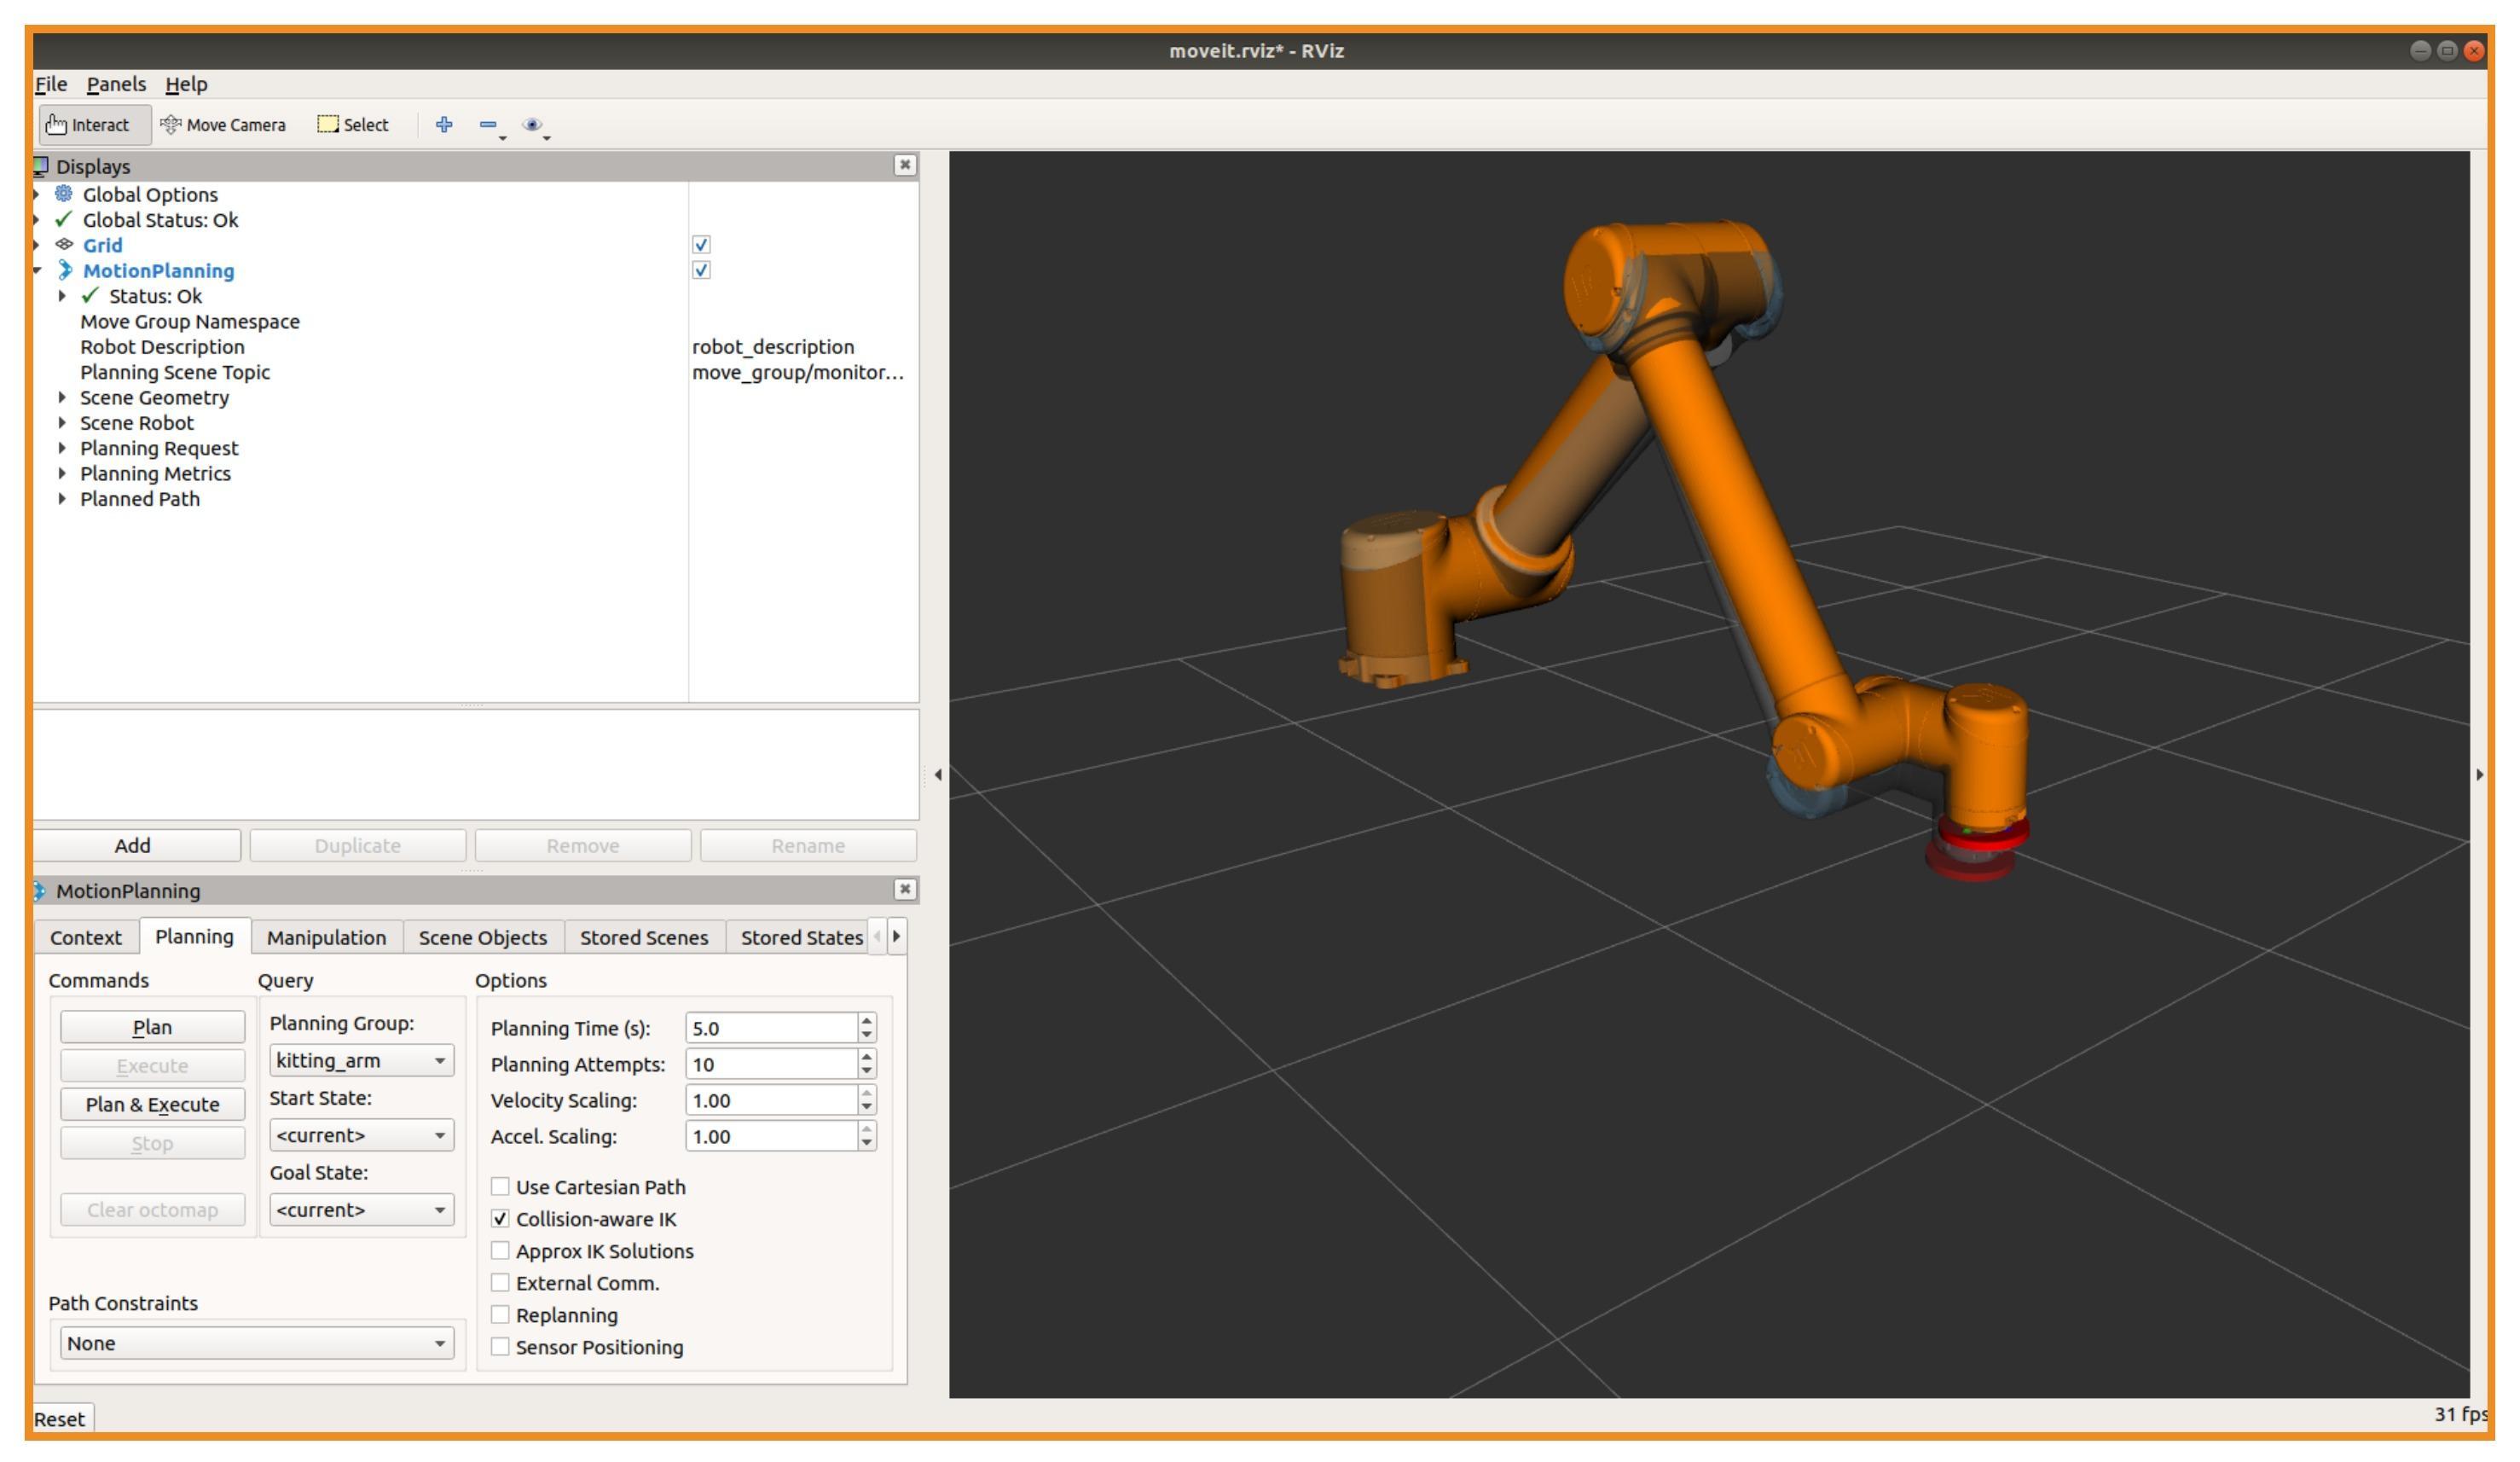 moveit.rviz* - RViz
File Panels Help
Interact Move Camera Select
Displays
Global Options
Global Status: Ok
Grid
MotionPlanning
Status: Ok
Move Group Namespace
Robot Description robot_description
Planning Scene Topic move_group/monitor...
Scene Geometry
Scene Robot
Planning Request
Planning Metrics
Planned Path
Add Duplicate Remove Rename
MotionPlanning
Context Planning Manipulation Scene Objects Stored Scenes Stored States
Commands Query Options
Plan
Execute
Plan & Execute
Stop
Clear octomap
Planning Group:
kitting_arm
Start State:
<current>
Goal State:
<current>
Path Constraints
None
Planning Time (s): 5.0
Planning Attempts: 10
Velocity Scaling: 1.00
Accel. Scaling: 1.00
Use Cartesian Path
Collision-aware IK
Approx IK Solutions
External Comm.
Replanning
Sensor Positioning
Reset
31 fps